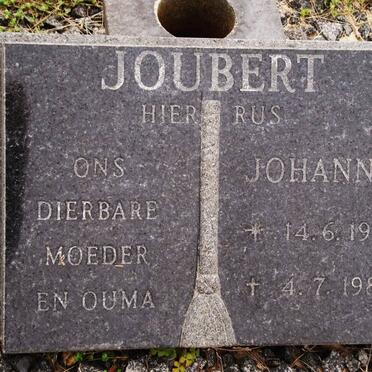 JOUBERT
HIER RUS
ONS
DIERBARE
MOEDER
EN OUMA
JOHANN
* 14.6.19
† 4.7.198